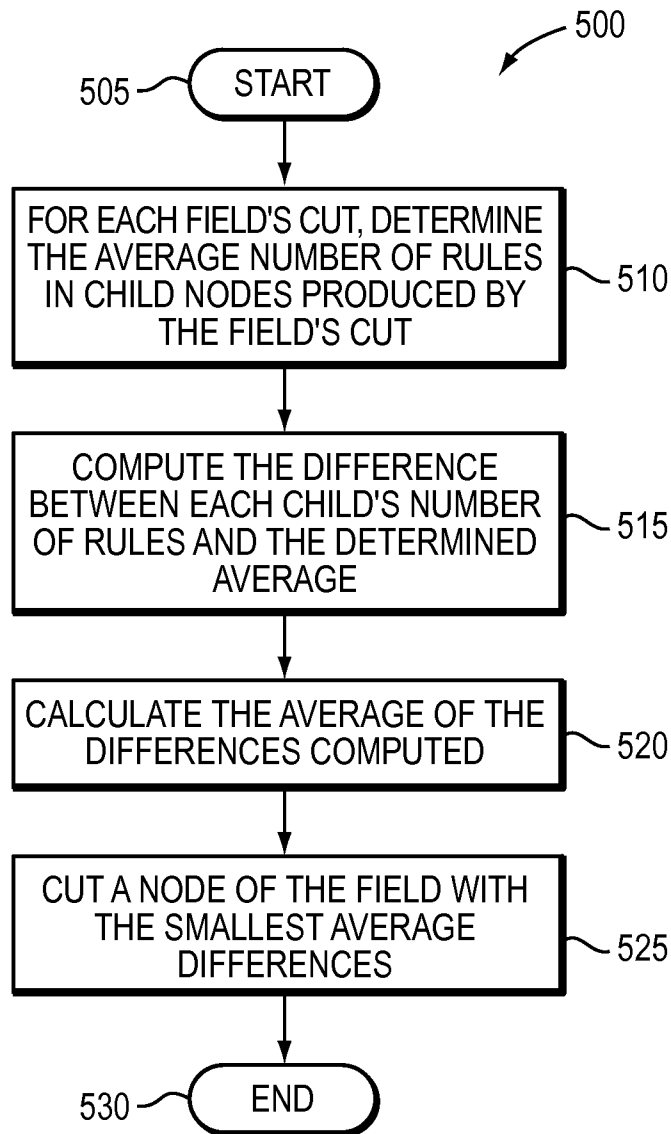 500
505
START
FOR EACH FIELD'S CUT, DETERMINE
THE AVERAGE NUMBER OF RULES
IN CHILD NODES PRODUCED BY
THE FIELD'S CUT
510
COMPUTE THE DIFFERENCE
BETWEEN EACH CHILD'S NUMBER
OF RULES AND THE DETERMINED
AVERAGE
515
CALCULATE THE AVERAGE OF THE
DIFFERENCES COMPUTED
520
CUT A NODE OF THE FIELD WITH
THE SMALLEST AVERAGE
DIFFERENCES
525
530
END